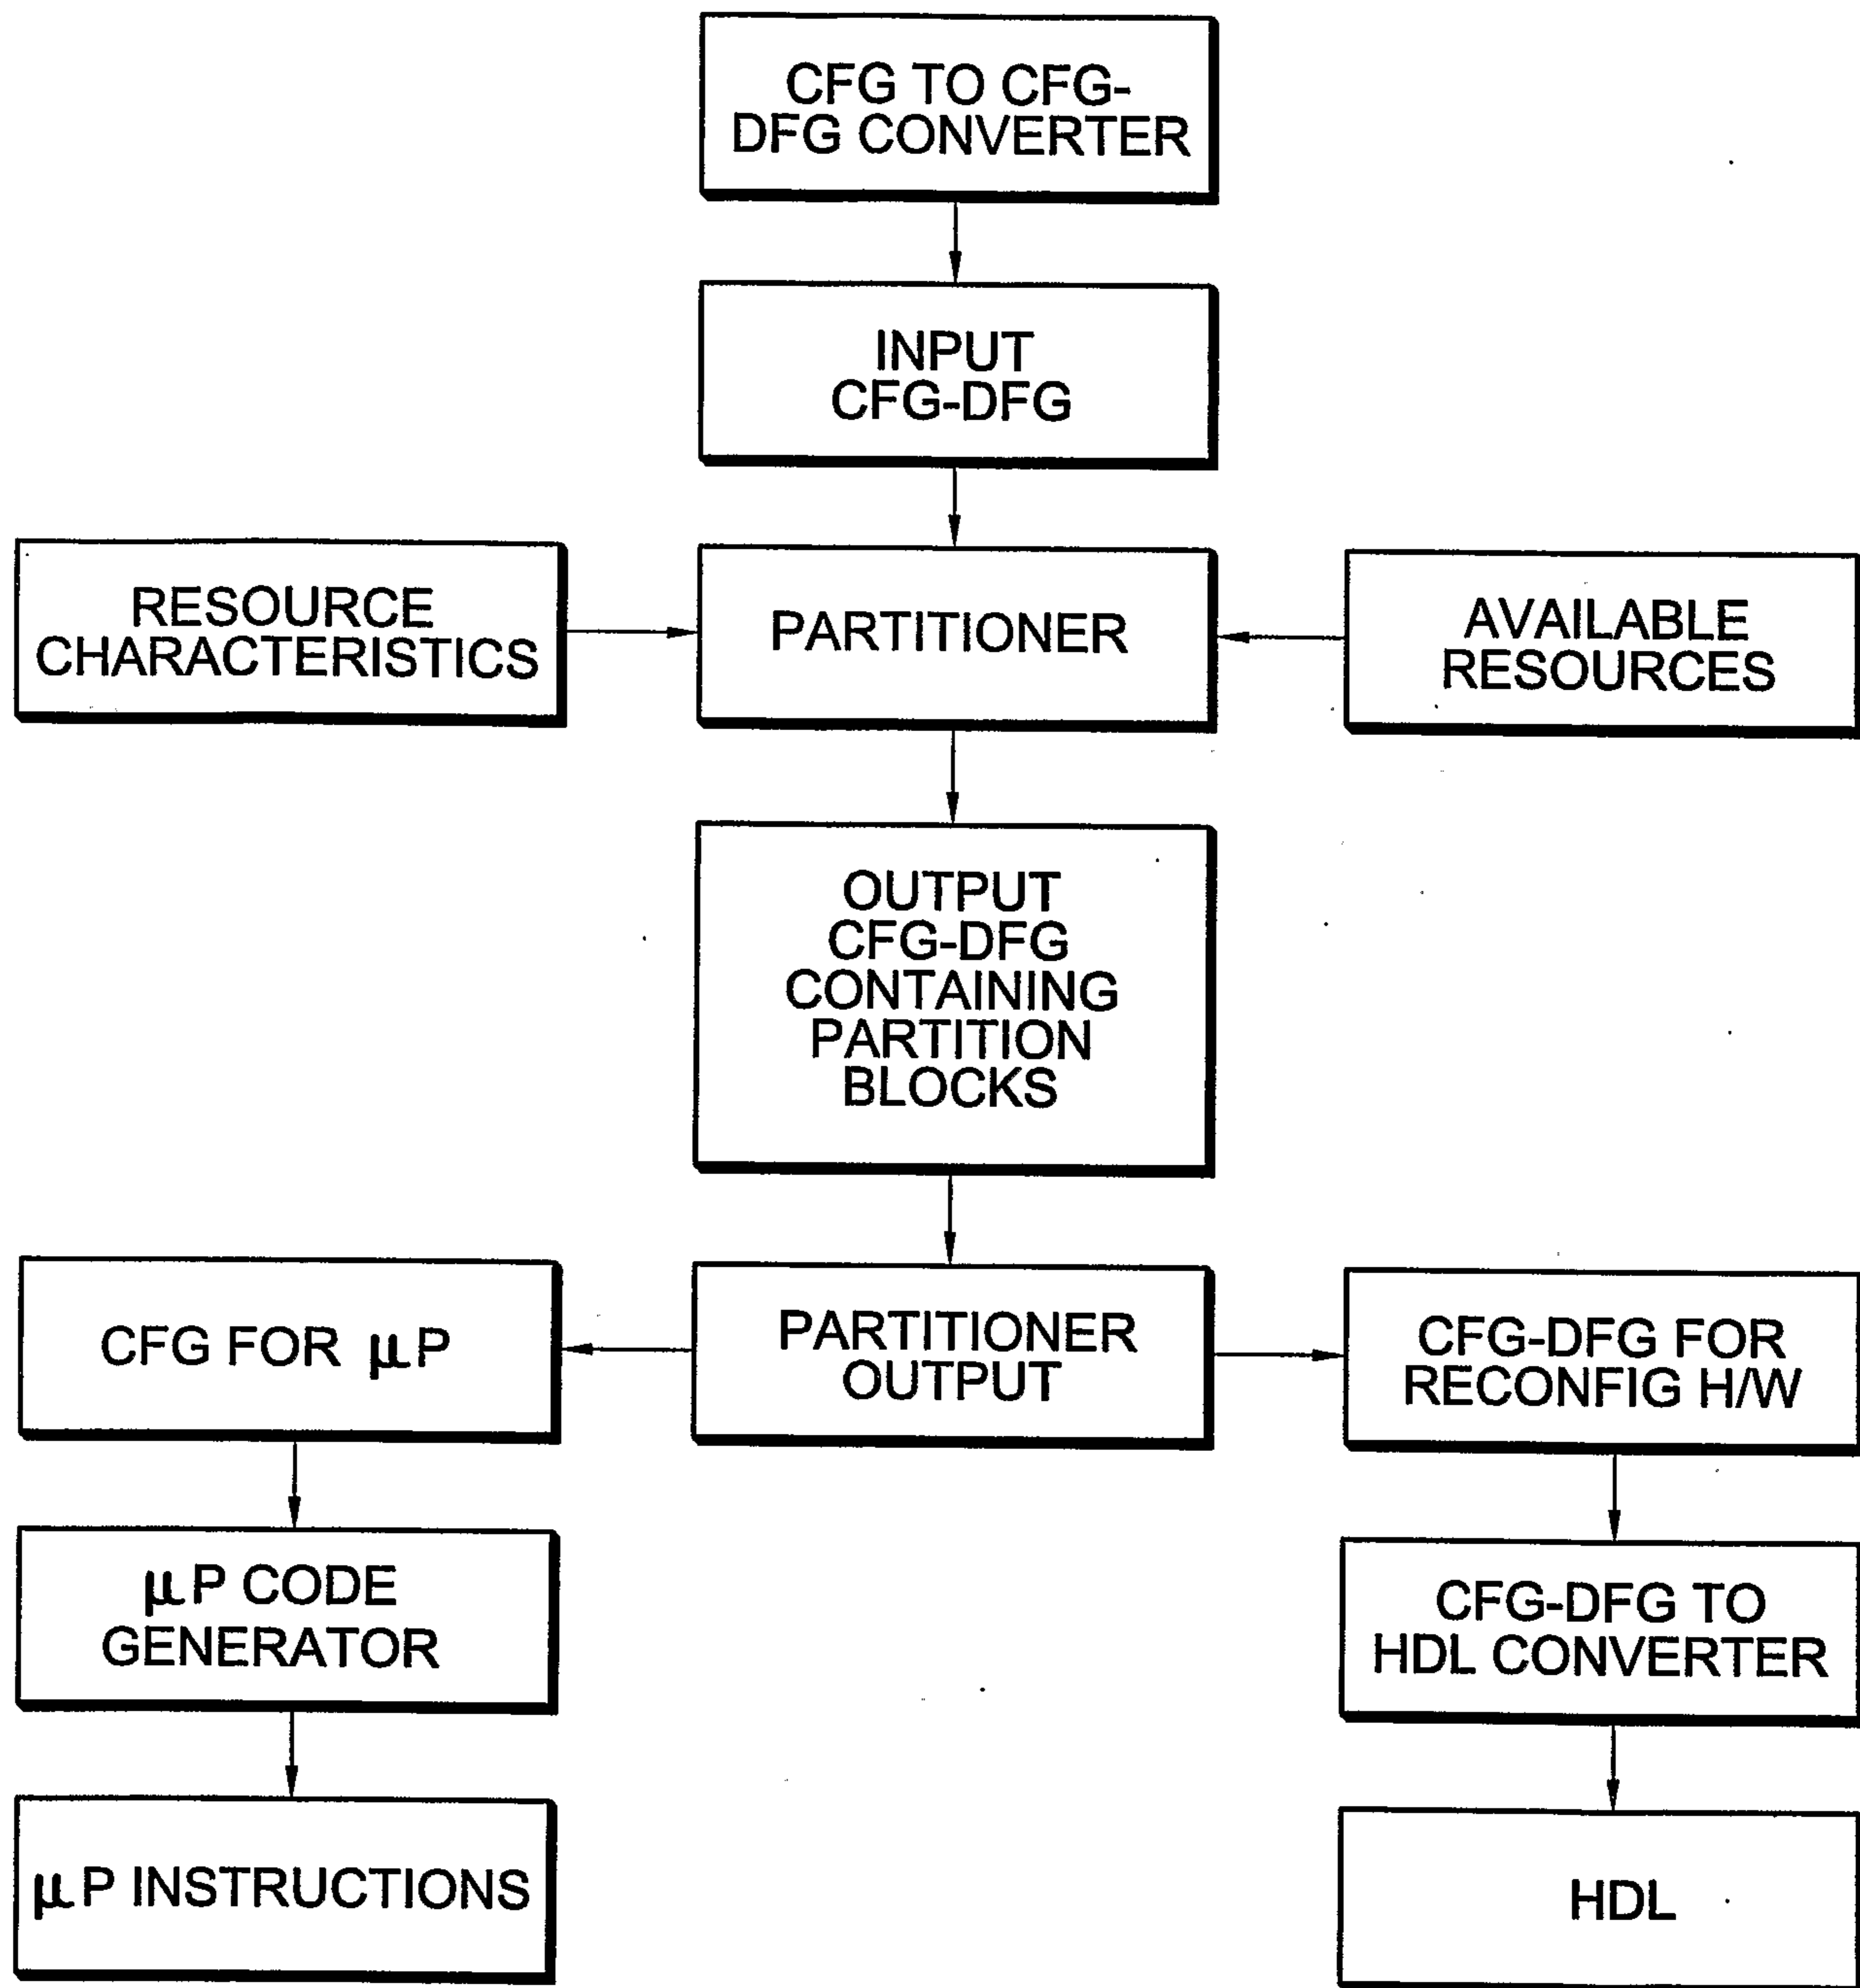 CFG TO CFG-
DFG CONVERTER
INPUT
CFG-DFG
RESOURCE
CHARACTERISTICS
PARTITIONER
AVAILABLE
RESOURCES
OUTPUT
CFG-DFG
CONTAINING
PARTITION
BLOCKS
CFG FOR μP
PARTITIONER
OUTPUT
CFG-DFG FOR
RECONFIG H/W
μP CODE
GENERATOR
CFG-DFG TO
HDL CONVERTER
μP INSTRUCTIONS
HDL